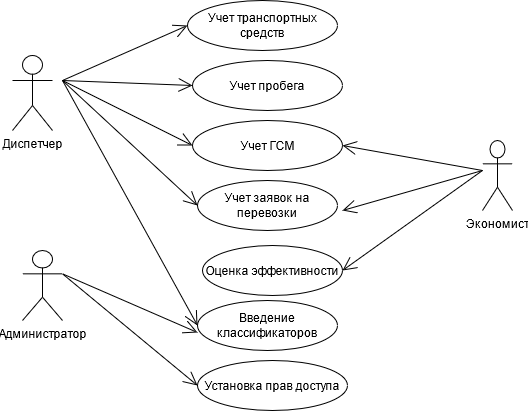 Учет транспортных
средств
Учет пробега
Диспетчер
Учет ГСМ
Учет заявок на
перевозки
Экономист
Оценка эффективности
Введение
классификаторов
Администратор
Установка прав доступа